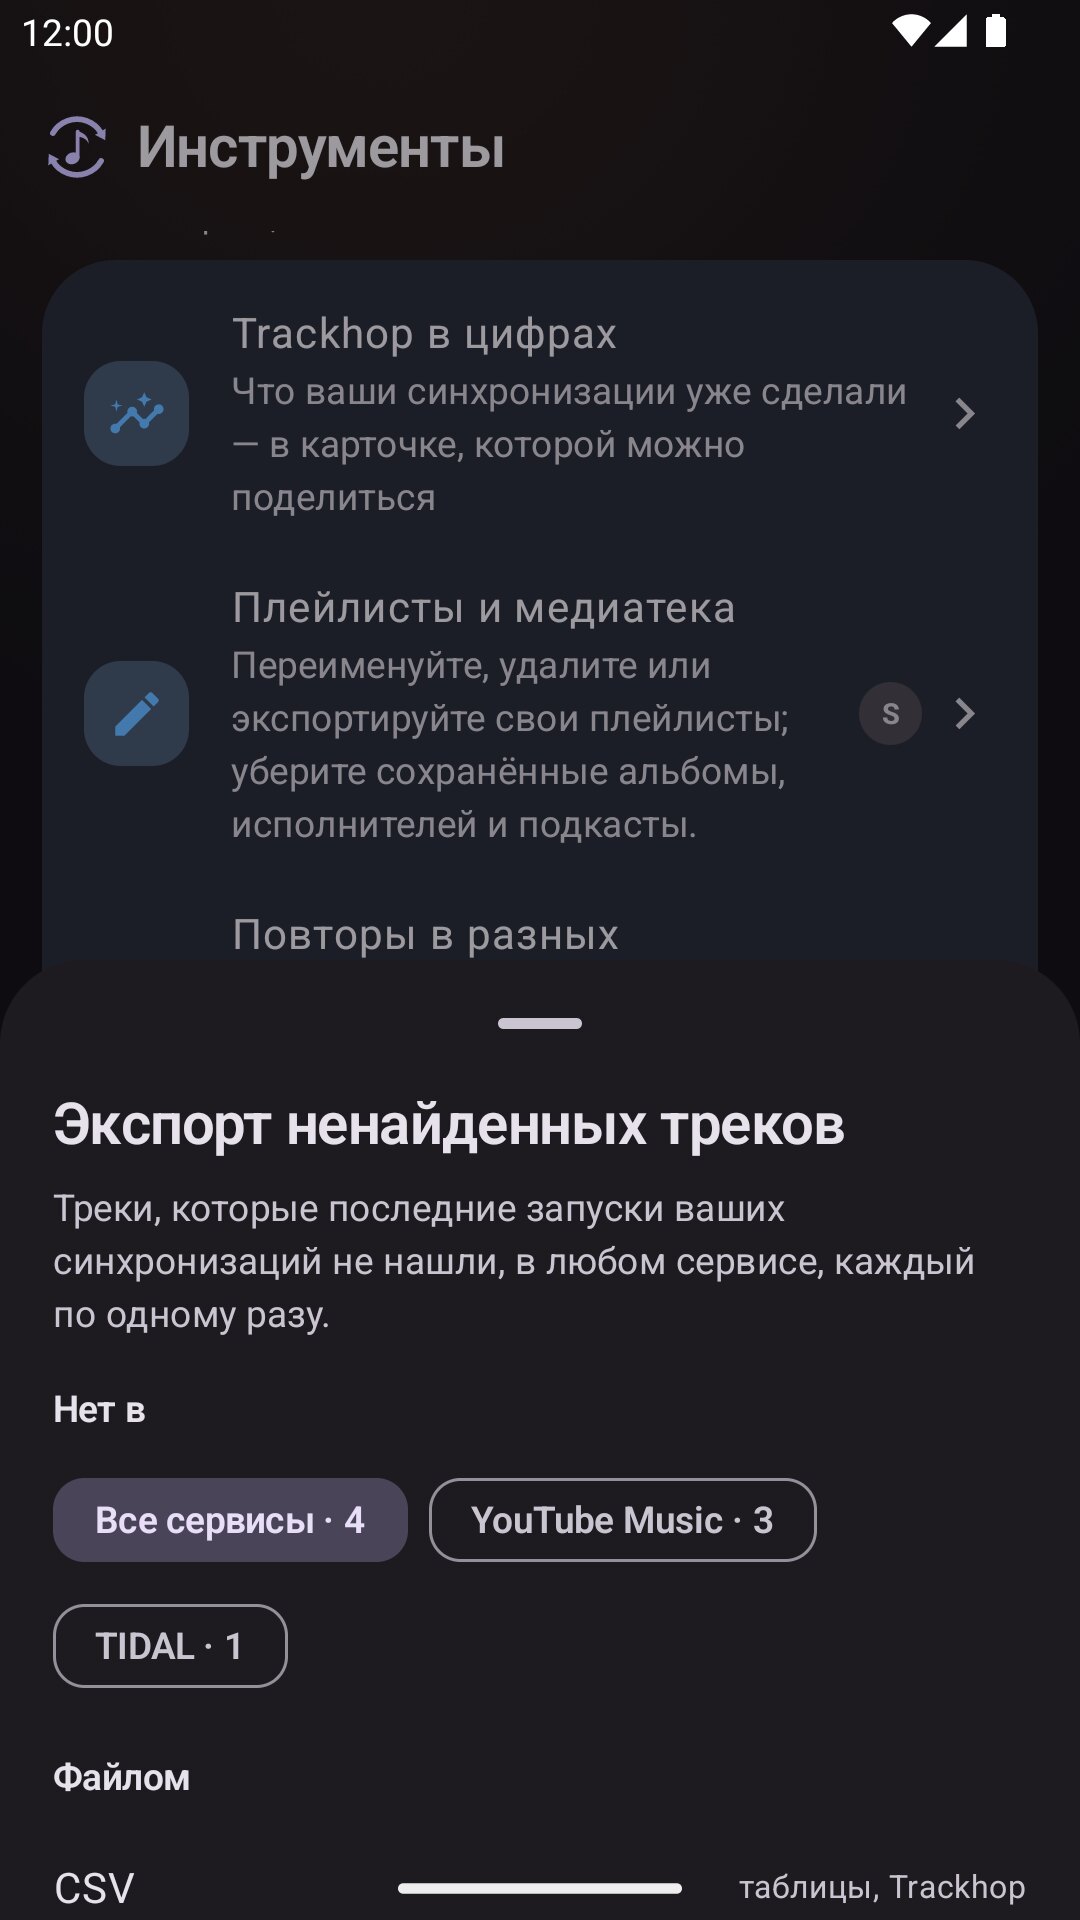 12:00
Инструменты
Trackhop в цифрах
Что ваши синхронизации уже сделали
— в карточке, которой можно
поделиться
Плейлисты и медиатека
Переименуйте, удалите или
экспортируйте свои плейлисты;
уберите сохранённые альбомы,
исполнителей и подкасты.
S
Повторы в разных
Экспорт ненайденных треков
Треки, которые последние запуски ваших
синхронизаций не нашли, в любом сервисе, каждый
по одному разу.
Нет в
Все сервисы · 4
YouTube Music · 3
TIDAL · 1
Файлом
CSV
таблицы, Trackhop